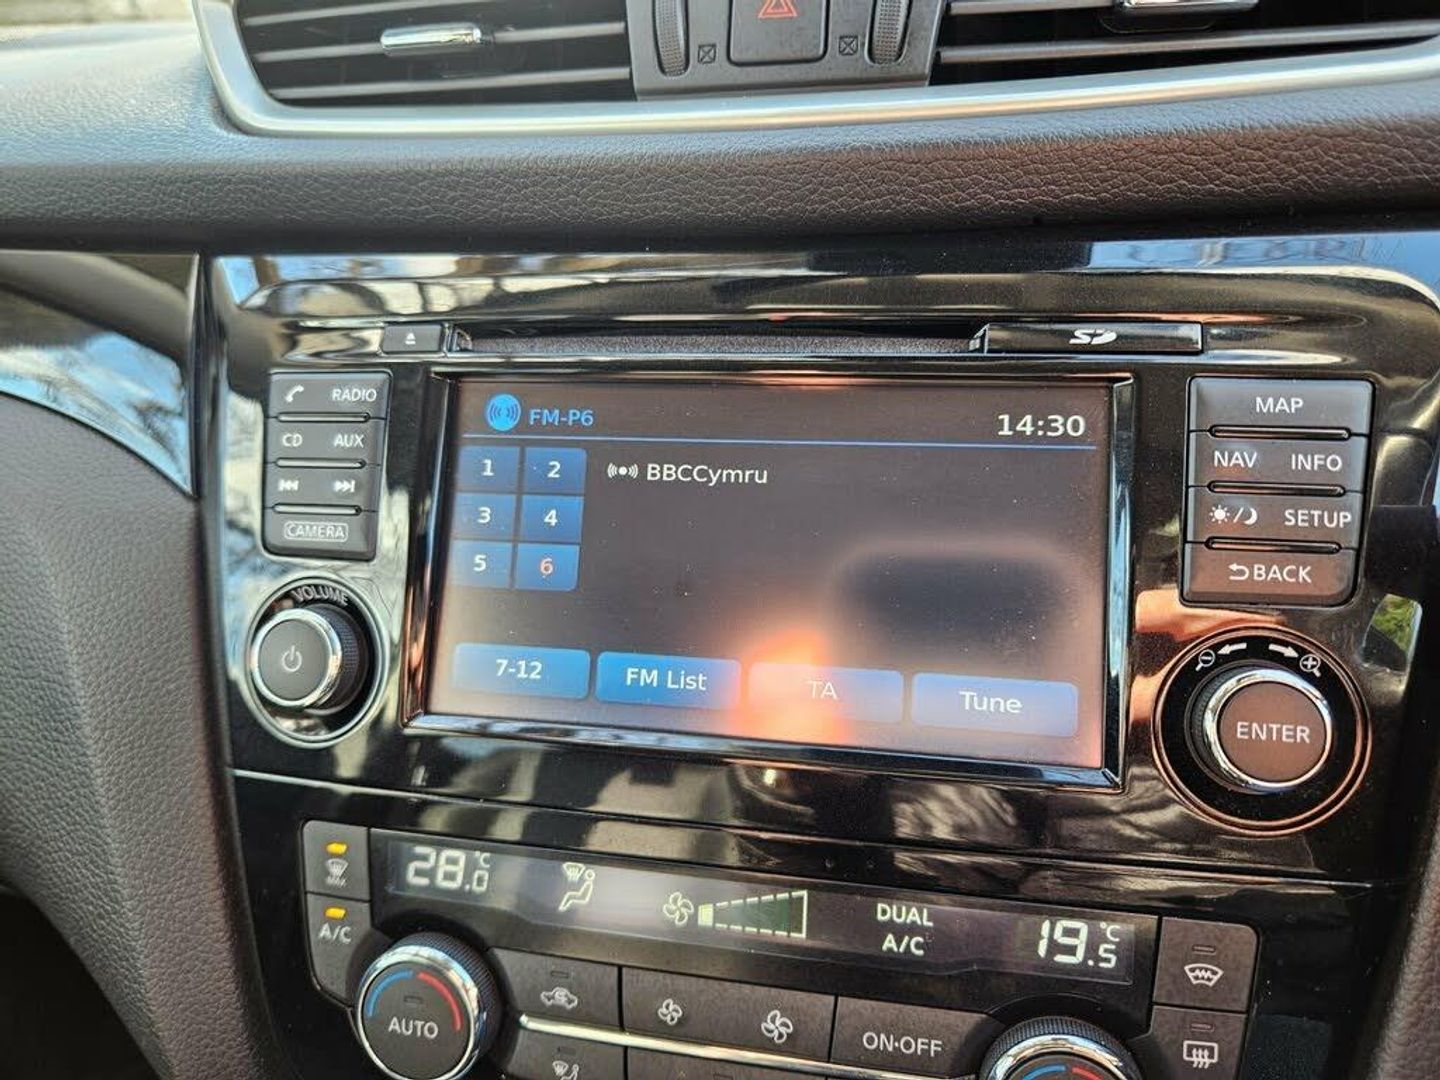 SD
RADIO
CD AUX
CAMERA
VOLUME
FM-P6 14:30
1 2
3 4
5 6
BBCCymru
7-12 FM List TA Tune
MAP
NAV INFO
SETUP
BACK
ENTER
MAX
A/C
28.0 °C
DUAL
A/C
19.5 °C
AUTO
ON·OFF